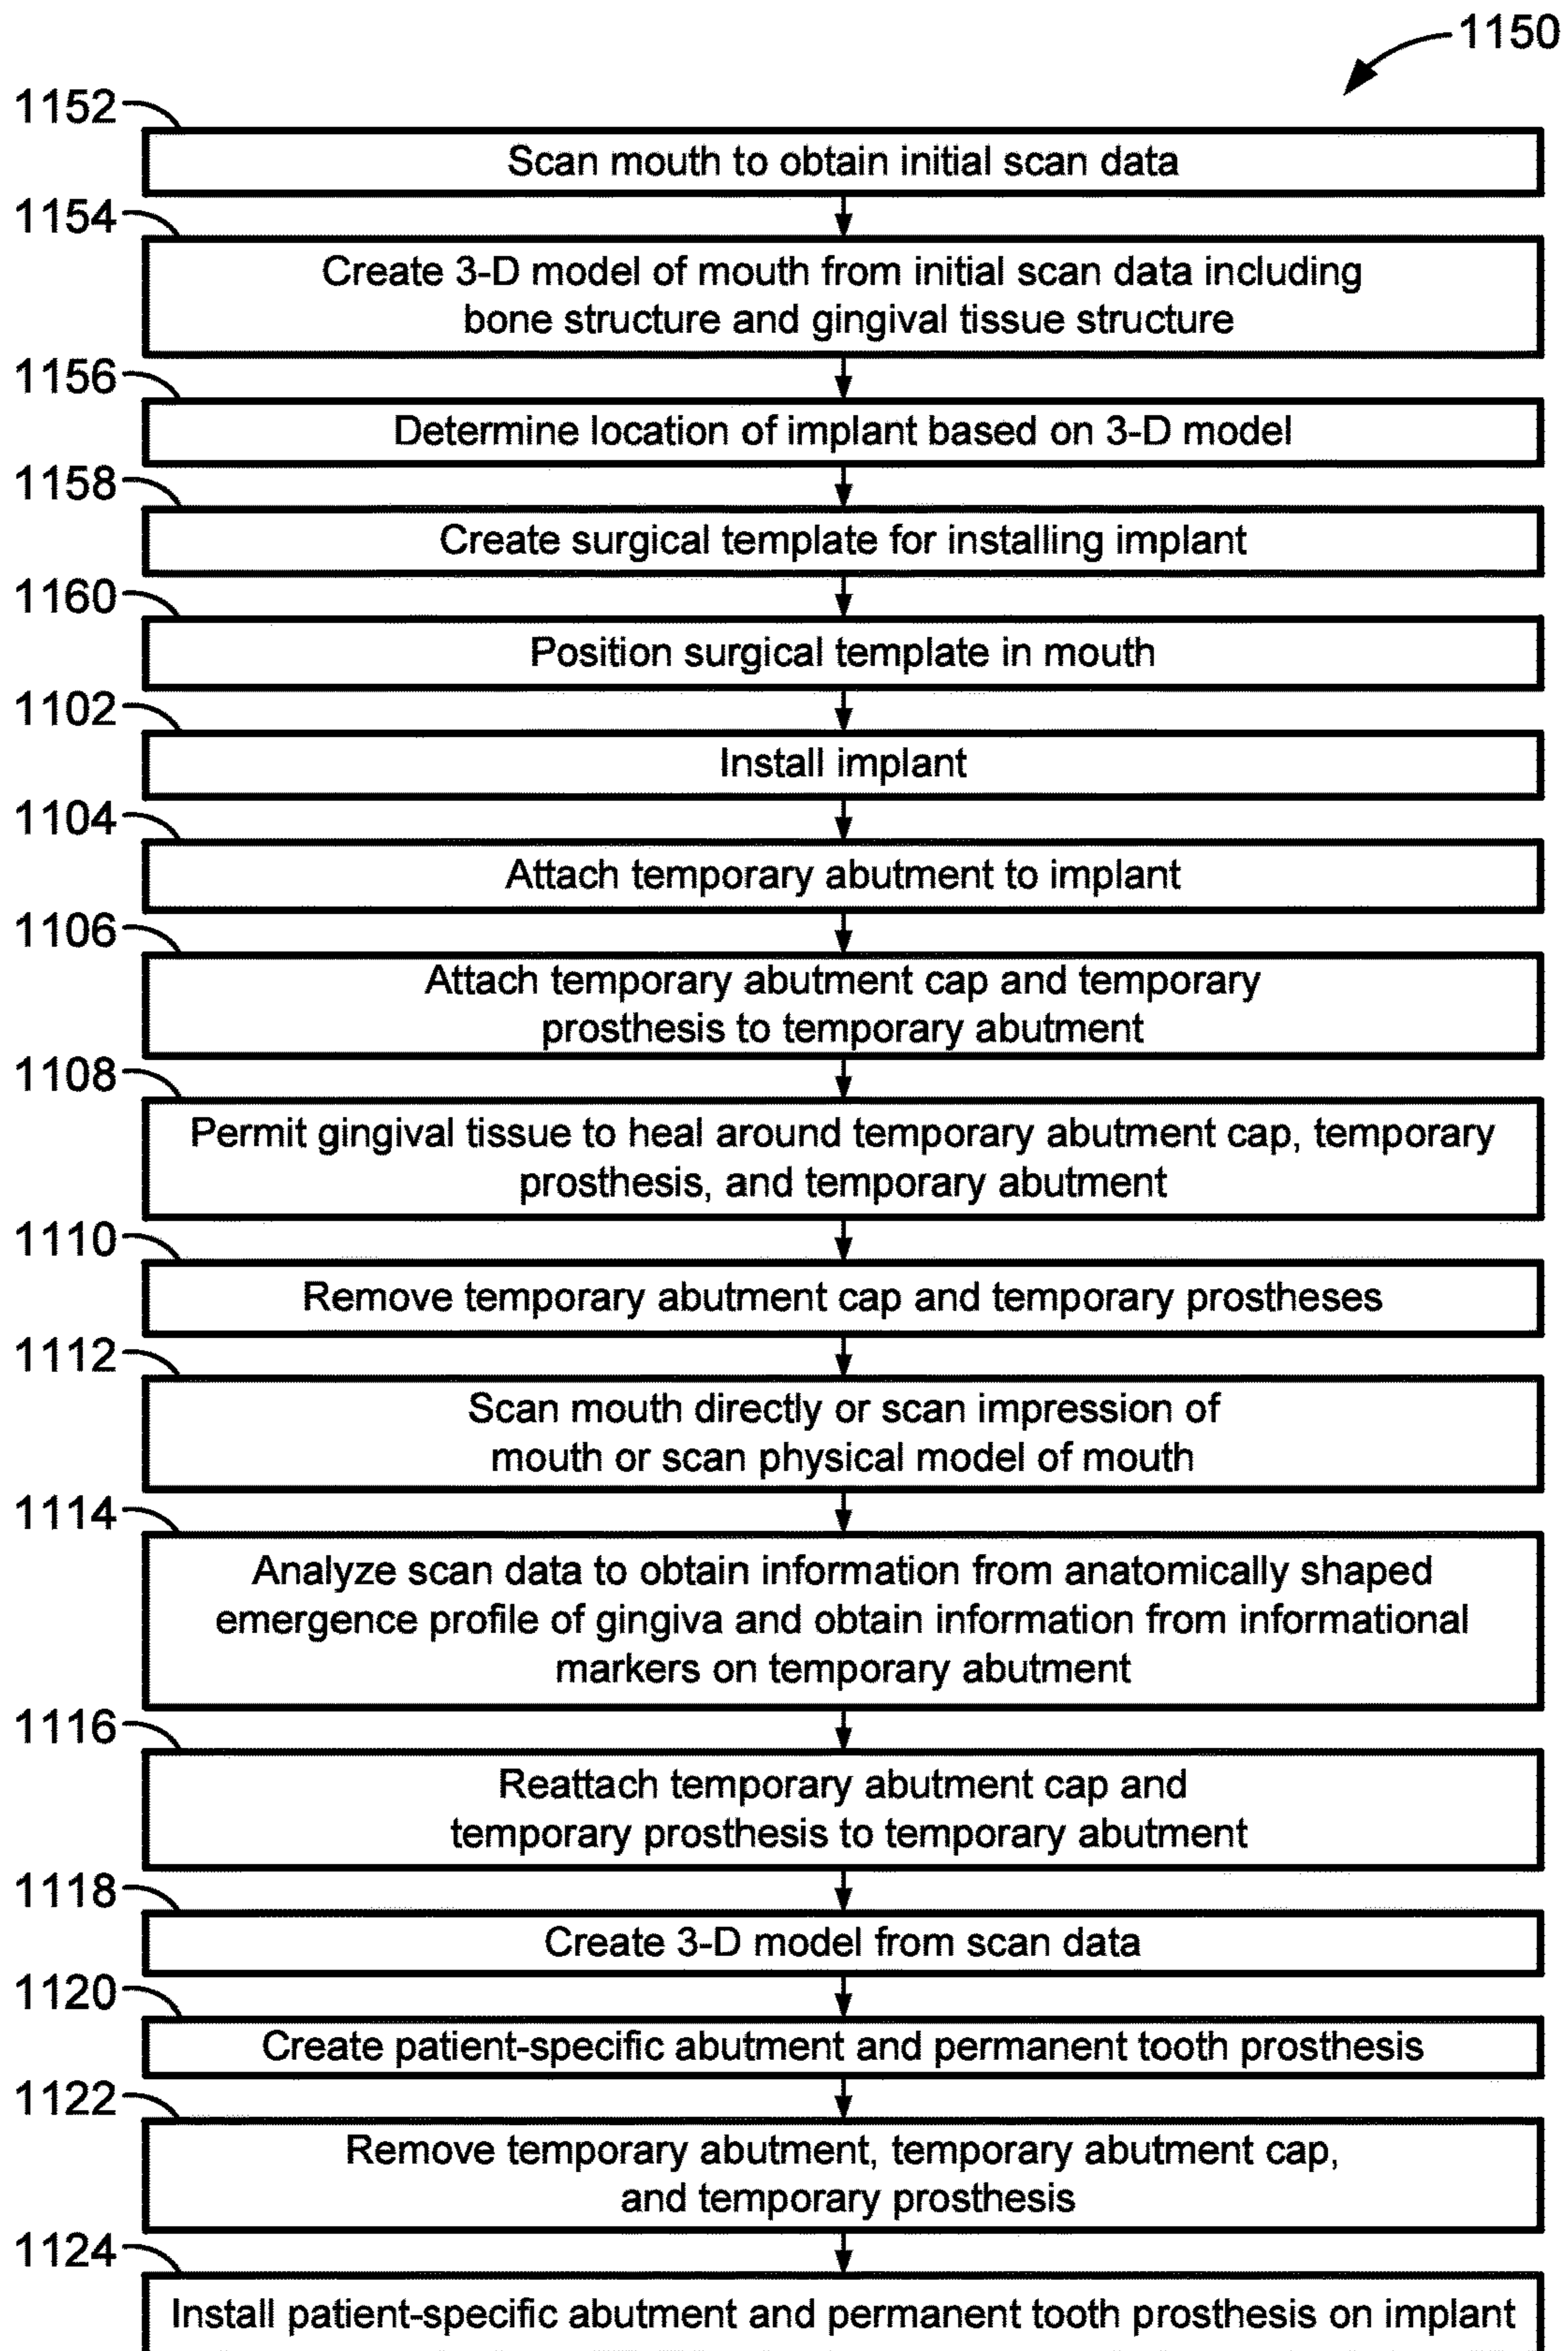 1150
1152
Scan mouth to obtain initial scan data
1154
Create 3-D model of mouth from initial scan data including
bone structure and gingival tissue structure
1156
Determine location of implant based on 3-D model
1158
Create surgical template for installing implant
1160
Position surgical template in mouth
1102
Install implant
1104
Attach temporary abutment to implant
1106
Attach temporary abutment cap and temporary
prosthesis to temporary abutment
1108
Permit gingival tissue to heal around temporary abutment cap, temporary
prosthesis, and temporary abutment
1110
Remove temporary abutment cap and temporary prostheses
1112
Scan mouth directly or scan impression of
mouth or scan physical model of mouth
1114
Analyze scan data to obtain information from anatomically shaped
emergence profile of gingiva and obtain information from informational
markers on temporary abutment
1116
Reattach temporary abutment cap and
temporary prosthesis to temporary abutment
1118
Create 3-D model from scan data
1120
Create patient-specific abutment and permanent tooth prosthesis
1122
Remove temporary abutment, temporary abutment cap,
and temporary prosthesis
1124
Install patient-specific abutment and permanent tooth prosthesis on implant